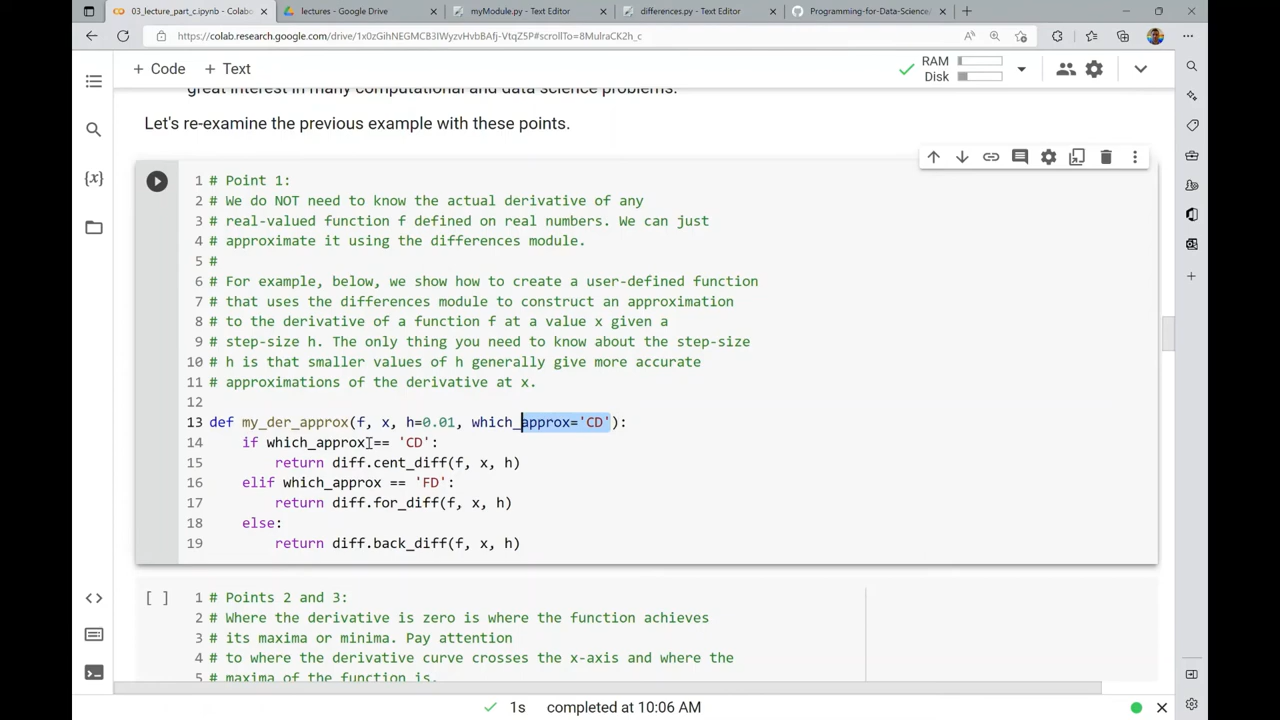 03_lecture_part_c.ipynb - Colabo
lectures - Google Drive
myModule.py - Text Editor
differences.py - Text Editor
Programming-for-Data-Science/
https://colab.research.google.com/drive/1x0zGihNEGMCB3IWyzvHvbBAfj-VtqZ5P#scrollTo=8MulraCK2h_c
+ Code + Text
RAM
Disk
great interest in many computational and data science problems.
Let's re-examine the previous example with these points.
1 # Point 1:
2 # We do NOT need to know the actual derivative of any
3 # real-valued function f defined on real numbers. We can just
4 # approximate it using the differences module.
5 #
6 # For example, below, we show how to create a user-defined function
7 # that uses the differences module to construct an approximation
8 # to the derivative of a function f at a value x given a
9 # step-size h. The only thing you need to know about the step-size
10 # h is that smaller values of h generally give more accurate
11 # approximations of the derivative at x.
12
13 def my_der_approx(f, x, h=0.01, which_approx='CD'):
14 if which_approx == 'CD':
15 return diff.cent_diff(f, x, h)
16 elif which_approx == 'FD':
17 return diff.for_diff(f, x, h)
18 else:
19 return diff.back_diff(f, x, h)
[ ] 1 # Points 2 and 3:
2 # Where the derivative is zero is where the function achieves
3 # its maxima or minima. Pay attention
4 # to where the derivative curve crosses the x-axis and where the
5 # maxima of the function is.
1s completed at 10:06 AM